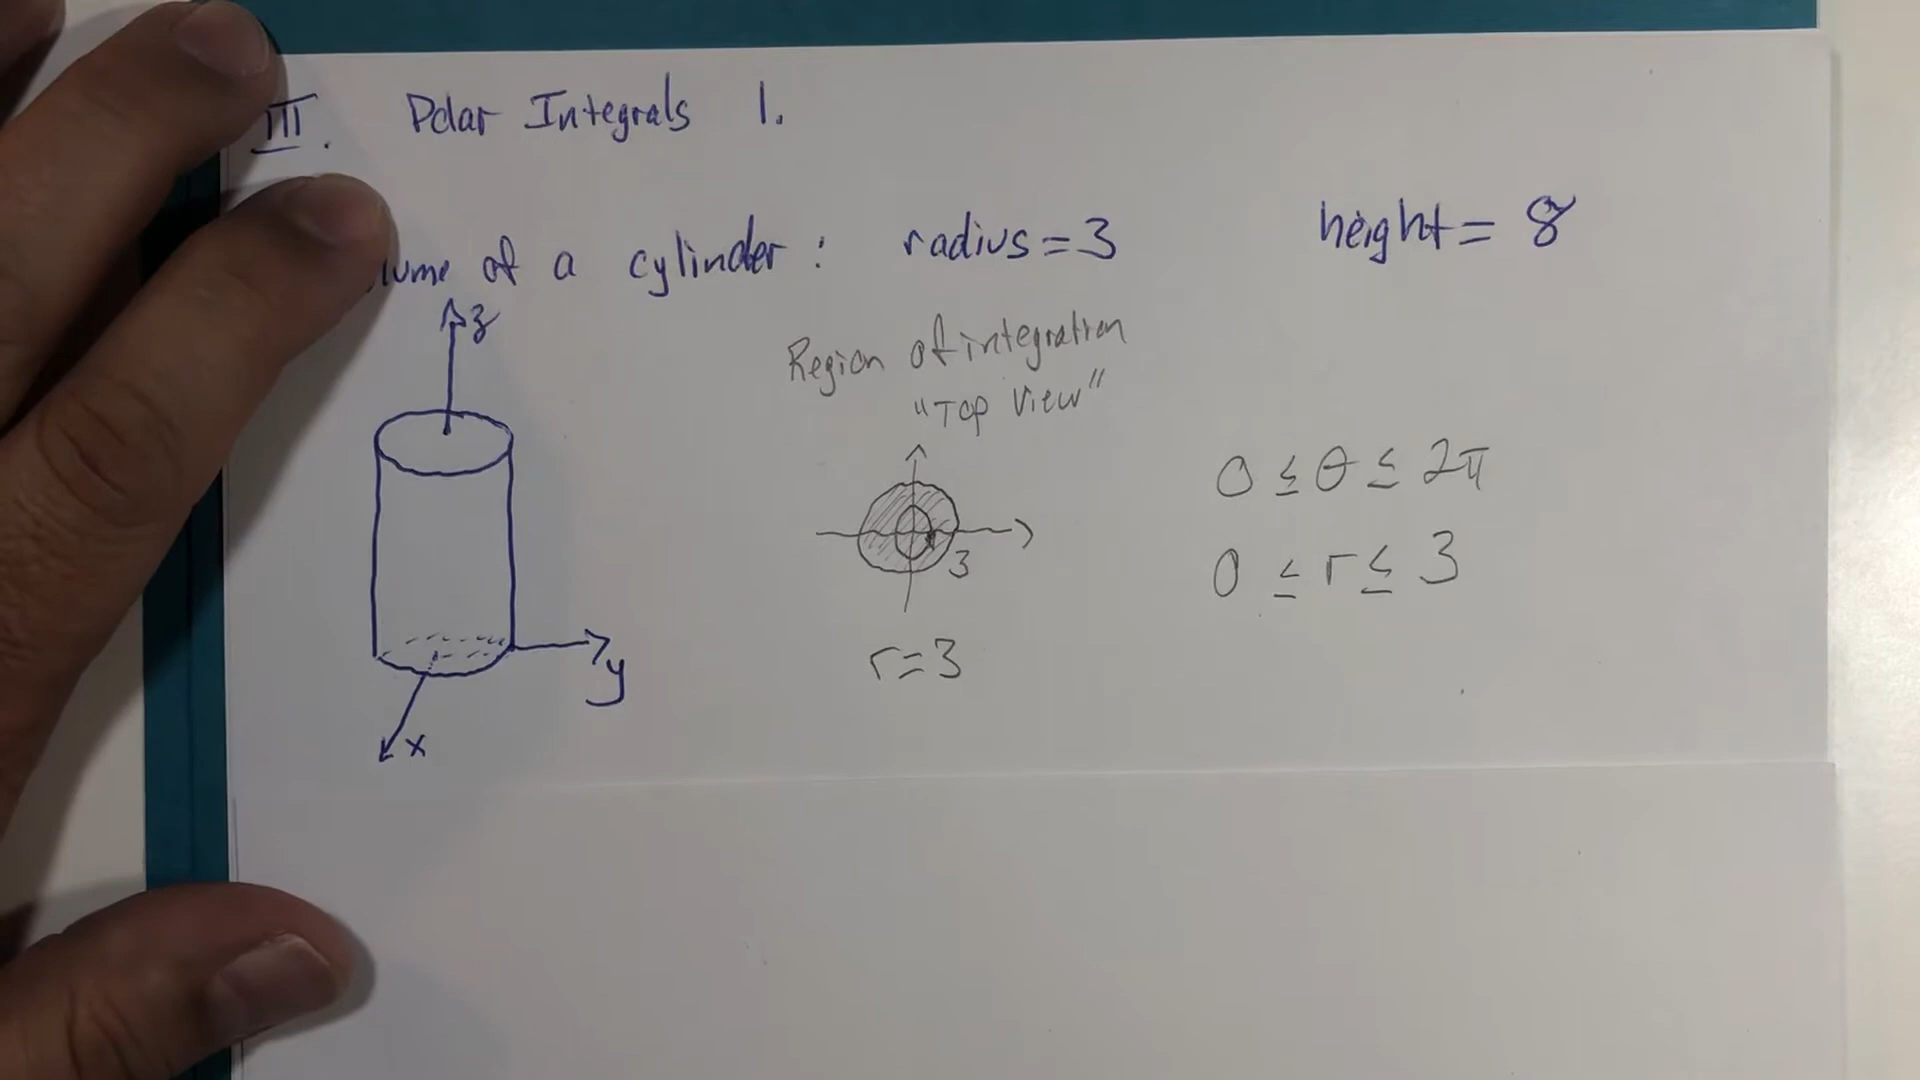 III. Polar Integrals 1.
lume of a cylinder : radius = 3 height = 8
z
Region of integration
"Top View"
0 ≤ θ ≤ 2π
3
0 ≤ r ≤ 3
r = 3
y
x